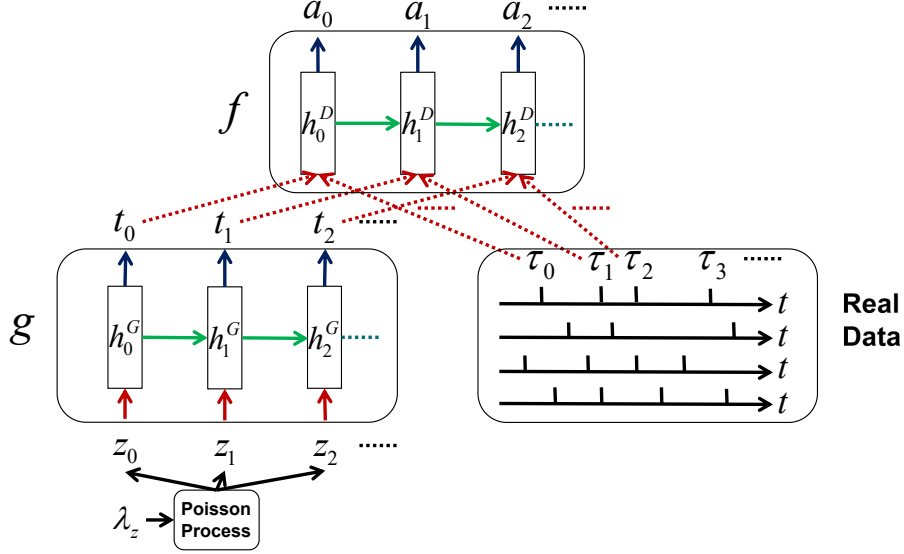 a₀ a₁ a₂ ······
f h₀ᴰ h₁ᴰ h₂ᴰ
t₀ t₁ t₂ ······
τ₀ τ₁ τ₂ τ₃ ······
g h₀ᴳ h₁ᴳ h₂ᴳ
t
t
t
t
Real
Data
z₀ z₁ z₂ ······
λ_z
Poisson
Process